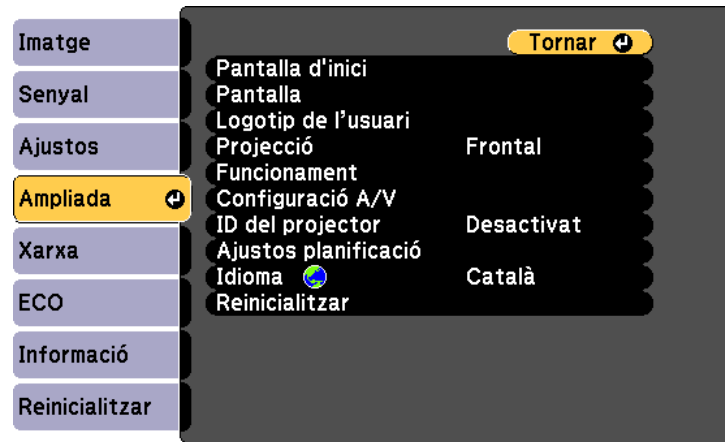 Imatge
Senyal
Ajustos
Ampliada
Xarxa
ECO
Informació
Reinicialitzar
Tornar
Pantalla d'inici
Pantalla
Logotip de l'usuari
Projecció Frontal
Funcionament
Configuració A/V
ID del projector Desactivat
Ajustos planificació
Idioma Català
Reinicialitzar